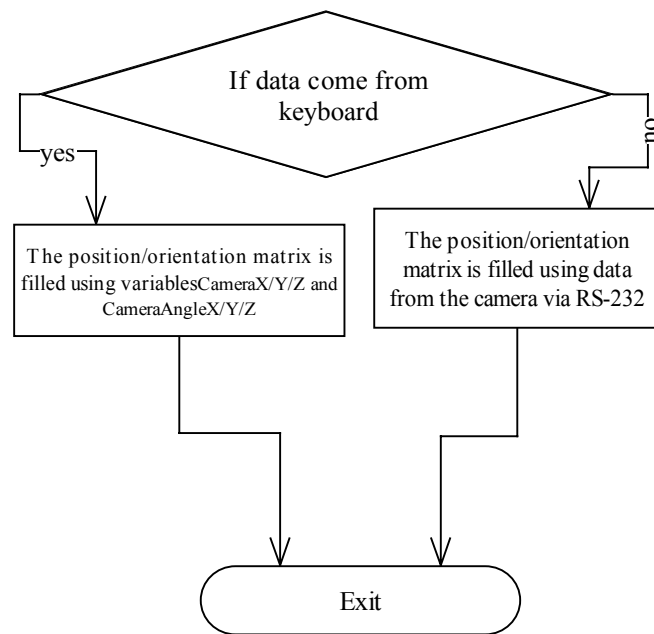 If data come from
keyboard
yes
no
The position/orientation matrix is
filled using variablesCameraX/Y/Z and
CameraAngleX/Y/Z
The position/orientation
matrix is filled using data
from the camera via RS-232
Exit